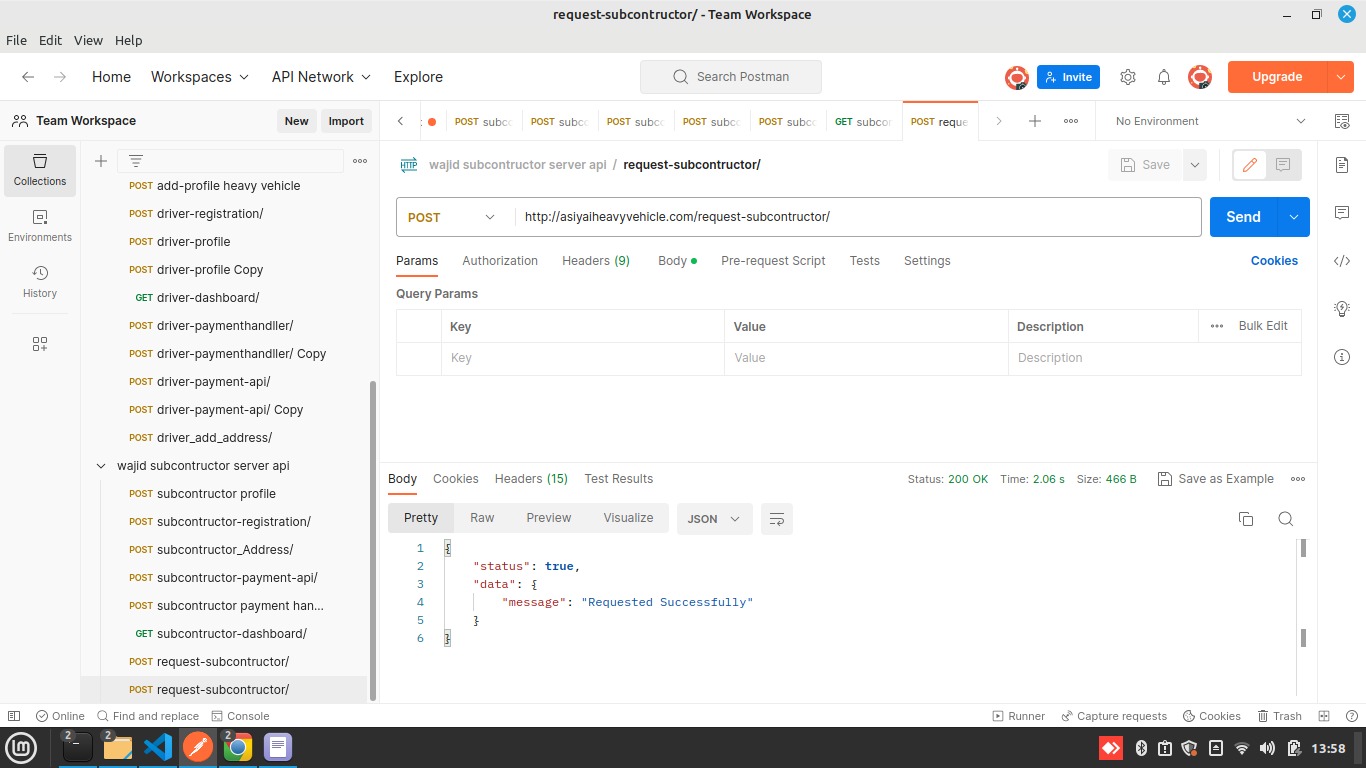 request-subcontructor/ - Team Workspace
File Edit View Help
Home Workspaces API Network Explore Search Postman Invite Upgrade
Team Workspace New Import
POST subc POST subc POST subc POST subc POST subc GET subcor POST reque No Environment
Collections
Environments
History
POST add-profile heavy vehicle
POST driver-registration/
POST driver-profile
POST driver-profile Copy
GET driver-dashboard/
POST driver-paymenthandller/
POST driver-paymenthandller/ Copy
POST driver-payment-api/
POST driver-payment-api/ Copy
POST driver_add_address/
wajid subcontructor server api
POST subcontructor profile
POST subcontructor-registration/
POST subcontructor_Address/
POST subcontructor-payment-api/
POST subcontructor payment han...
GET subcontructor-dashboard/
POST request-subcontructor/
POST request-subcontructor/
HTTP wajid subcontructor server api / request-subcontructor/ Save
POST http://asiyaiheavyvehicle.com/request-subcontructor/ Send
Params Authorization Headers (9) Body Pre-request Script Tests Settings Cookies
Query Params
Key Value Description Bulk Edit
Key Value Description
Body Cookies Headers (15) Test Results Status: 200 OK Time: 2.06 s Size: 466 B Save as Example
Pretty Raw Preview Visualize JSON
1 {
2 "status": true,
3 "data": {
4 "message": "Requested Successfully"
5 }
6 }
Online Find and replace Console Runner Capture requests Cookies Trash
2 2 2 13:58